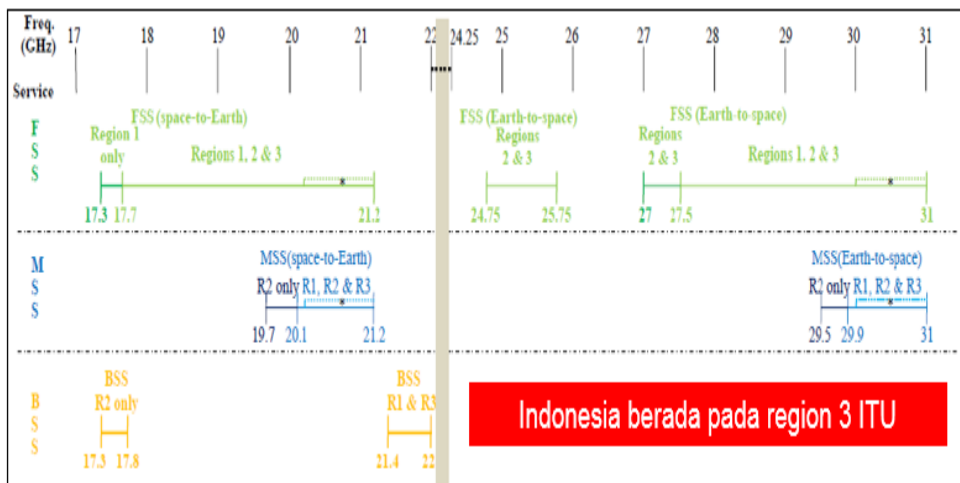 Freq.
(GHz)
17 18 19 20 21 22 24.25 25 26 27 28 29 30 31
Service
F
S
S
FSS (space-to-Earth)
Region 1
only
Regions 1, 2 & 3
*
17.3 17.7 21.2
FSS (Earth-to-space)
Regions
2 & 3
24.75 25.75
FSS (Earth-to-space)
Regions
2 & 3
Regions 1. 2 & 3
*
27 27.5 31
M
S
S
MSS(space-to-Earth)
R2 only R1, R2 & R3
*
19.7 20.1 21.2
MSS(Earth-to-space)
R2 only R1, R2 & R3
*
29.5 29.9 31
B
S
S
BSS
R2 only
17.3 17.8
BSS
R1 & R3
21.4 22
Indonesia berada pada region 3 ITU